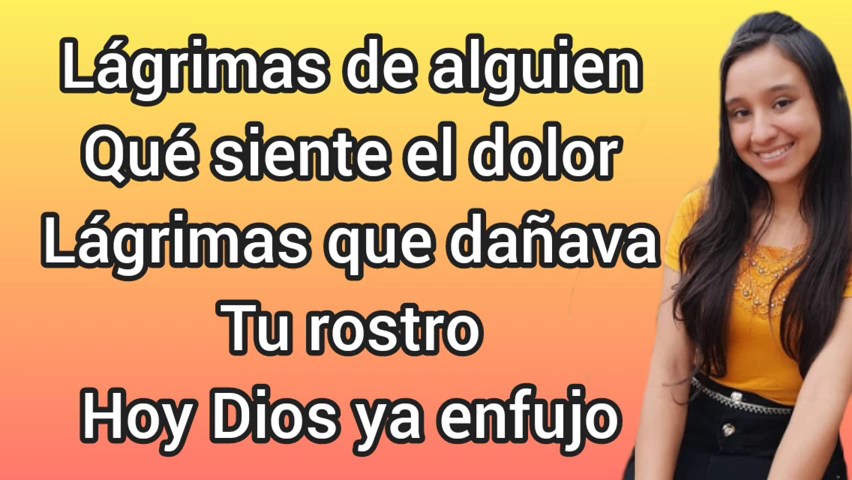 Lágrimas de alguien
Qué siente el dolor
Lágrimas que dañava
Tu rostro
Hoy Dios ya enfujo